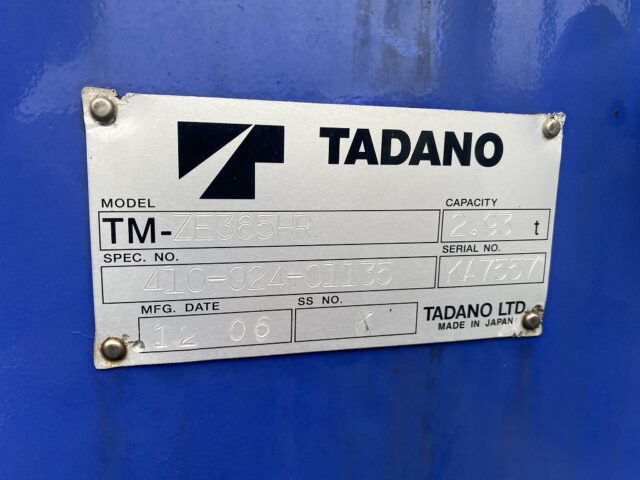 TADANO
MODEL
TM-ZE365HR
CAPACITY
2.93 t
SPEC. NO.
410-024-01135
SERIAL NO.
YA7557
MFG. DATE
12 06
SS NO.
K
TADANO LTD.
MADE IN JAPAN